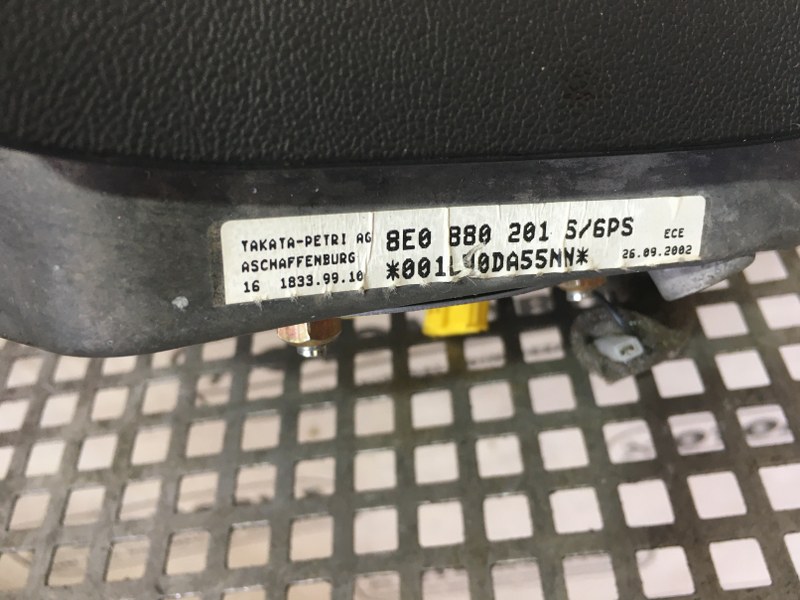 TAKATA-PETRI AG
ASCHAFFENBURG
16 1833.99.10
8E0 880 201 S/6PS
ECE
26.09.2002